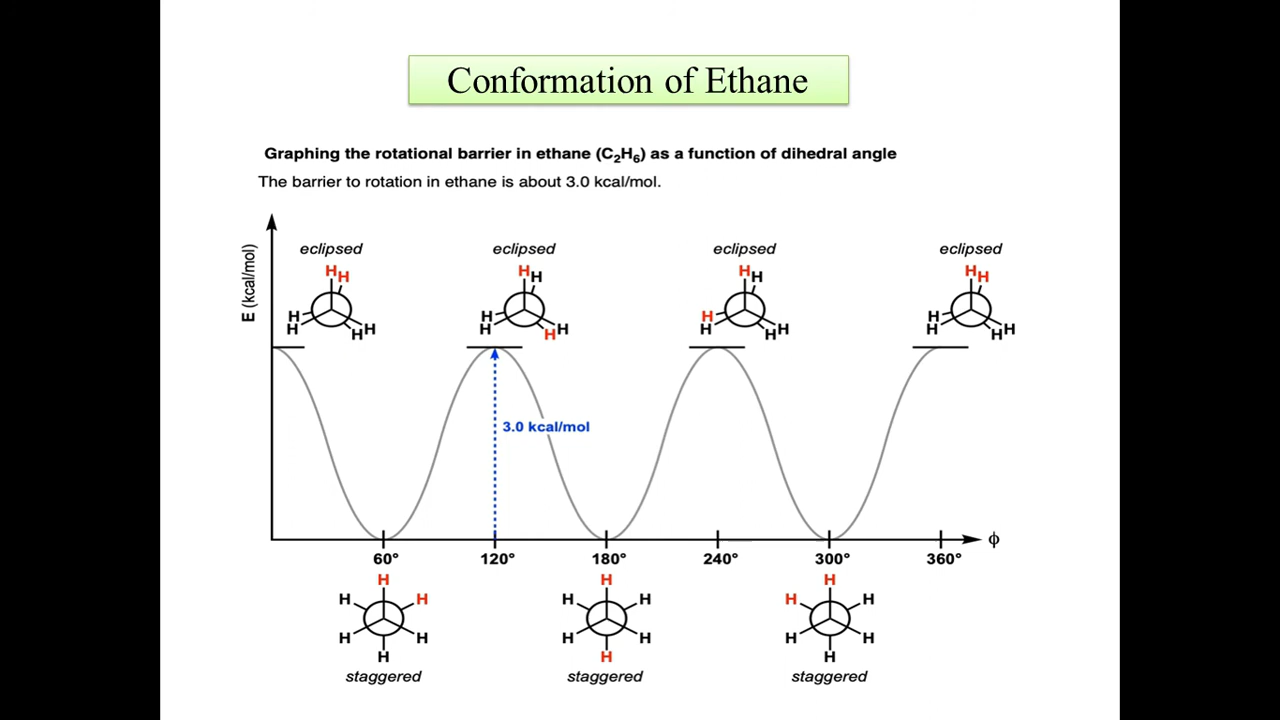 Conformation of Ethane
Graphing the rotational barrier in ethane (C₂H₆) as a function of dihedral angle
The barrier to rotation in ethane is about 3.0 kcal/mol.
E (kcal/mol)
eclipsed eclipsed eclipsed eclipsed
H H H H
H H H H
H H H H
H H H H H H H H
H H H H
3.0 kcal/mol
60° 120° 180° 240° 300° 360° ϕ
H H H
H H H H H H
H H H H H H
H H H
staggered staggered staggered